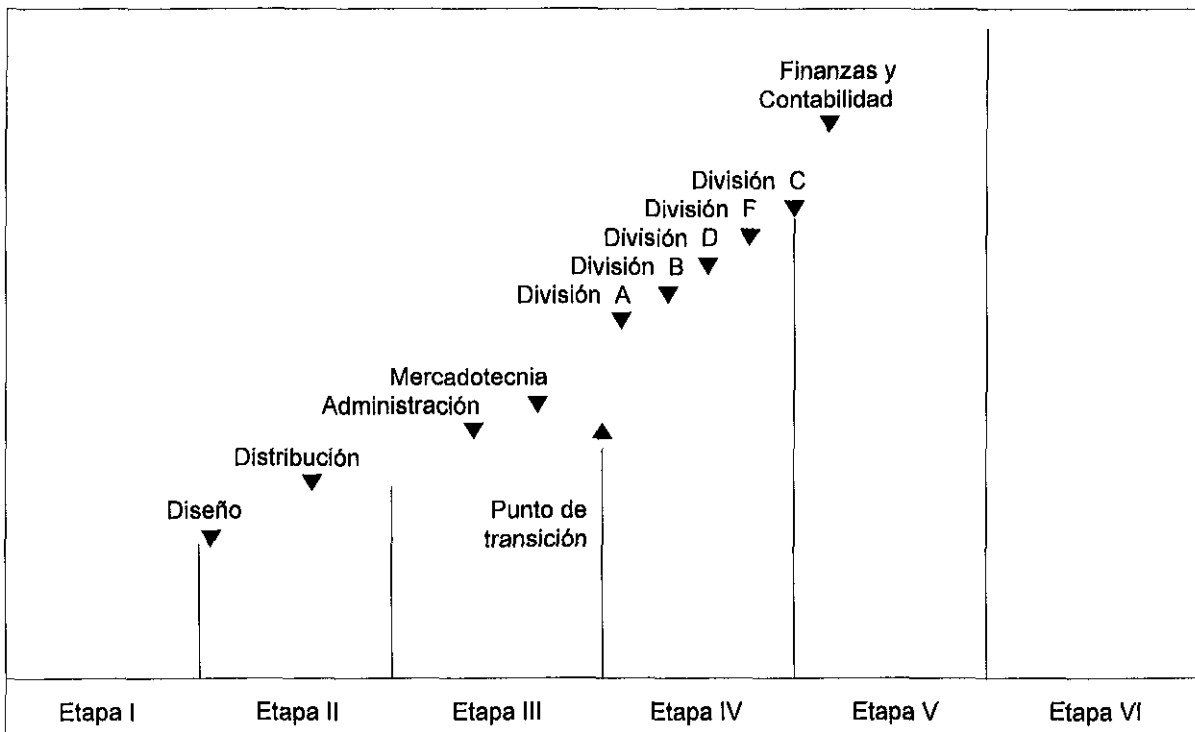 Finanzas y
Contabilidad
División C
División F
División D
División B
División A
Mercadotecnia
Administración
Distribución
Diseño
Punto de
transición
Etapa I
Etapa II
Etapa III
Etapa IV
Etapa V
Etapa VI